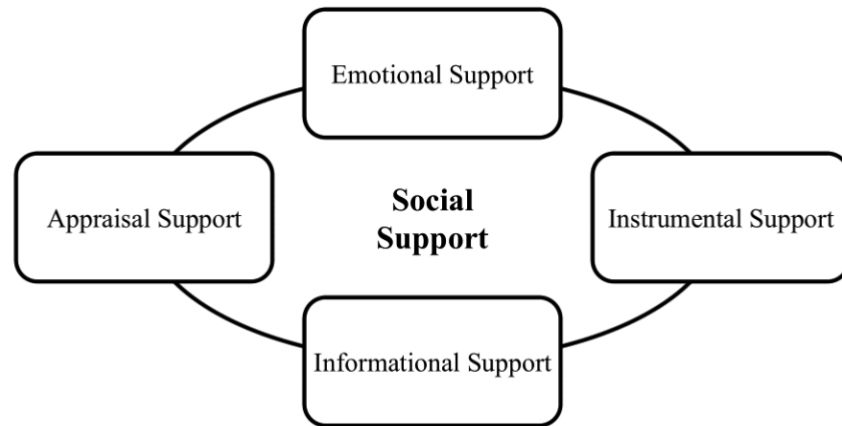 Emotional Support
Appraisal Support
Social
Support
Instrumental Support
Informational Support